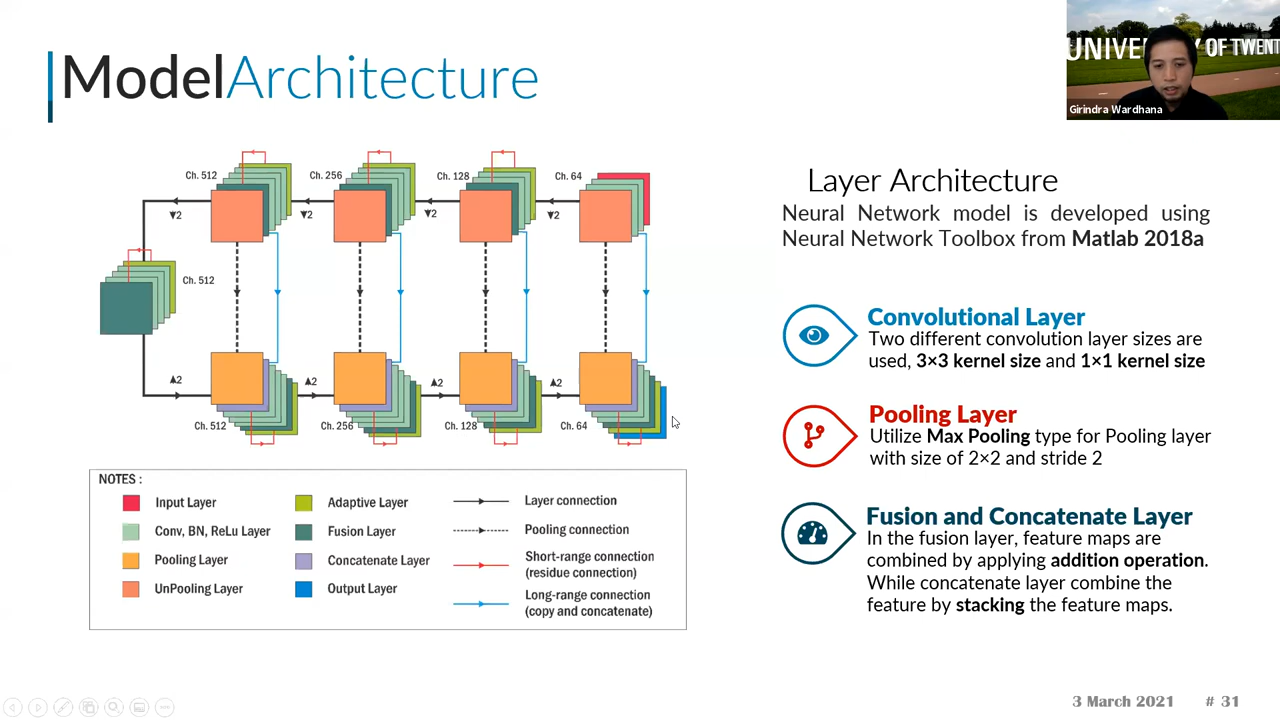 ModelArchitecture
UNIVERSITY OF TWENT
Girindra Wardhana
Ch. 512
Ch. 256
Ch. 128
Ch. 64
▼2
▼2
▼2
▼2
Ch. 512
▲2
▲2
▲2
▲2
Ch. 512
Ch. 256
Ch. 128
Ch. 64
NOTES :
Input Layer
Conv, BN, ReLu Layer
Pooling Layer
UnPooling Layer
Adaptive Layer
Fusion Layer
Concatenate Layer
Output Layer
Layer connection
Pooling connection
Short-range connection
(residue connection)
Long-range connection
(copy and concatenate)
Layer Architecture
Neural Network model is developed using
Neural Network Toolbox from Matlab 2018a
Convolutional Layer
Two different convolution layer sizes are
used, 3×3 kernel size and 1×1 kernel size
Pooling Layer
Utilize Max Pooling type for Pooling layer
with size of 2×2 and stride 2
Fusion and Concatenate Layer
In the fusion layer, feature maps are
combined by applying addition operation.
While concatenate layer combine the
feature by stacking the feature maps.
3 March 2021 # 31